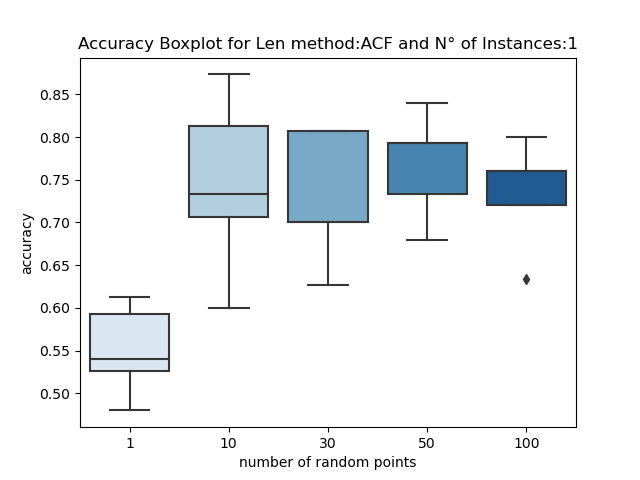 Accuracy Boxplot for Len method:ACF and N° of Instances:1
0.85
0.80
0.75
0.70
0.65
0.60
0.55
0.50
accuracy
1 10 30 50 100
number of random points